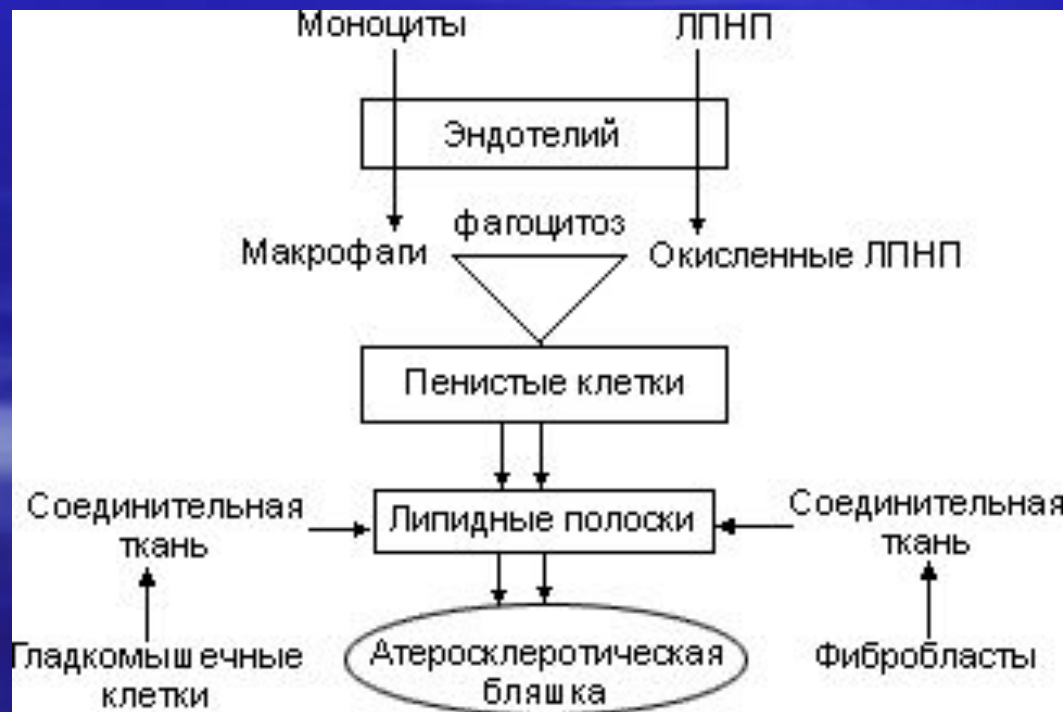 Моноциты
ЛПНП
Эндотелий
фагоцитоз
Макрофаги
Окисленные ЛПНП
Пенистые клетки
Соединительная
ткань
Липидные полоски
Соединительная
ткань
Гладкомышечные
клетки
Атеросклеротическая
бляшка
Фибробласты